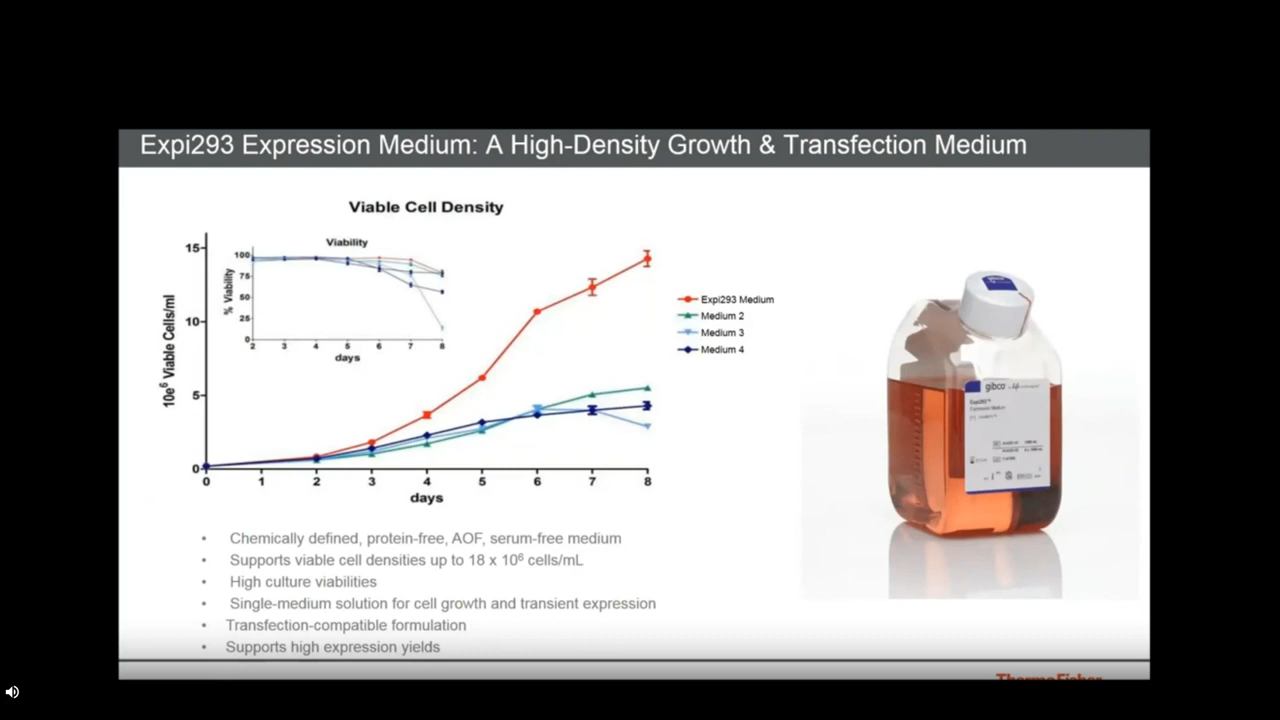 Expi293 Expression Medium: A High-Density Growth & Transfection Medium
Viable Cell Density
15
10
5
0
10e⁶ Viable Cells/ml
0 1 2 3 4 5 6 7 8
days
Viability
100
75
50
25
0
% Viability
2 3 4 5 6 7 8
days
Expi293 Medium
Medium 2
Medium 3
Medium 4
gibco
Expi293™
Expression Medium
• Chemically defined, protein-free, AOF, serum-free medium
• Supports viable cell densities up to 18 x 10⁶ cells/mL
• High culture viabilities
• Single-medium solution for cell growth and transient expression
• Transfection-compatible formulation
• Supports high expression yields
ThermoFisher